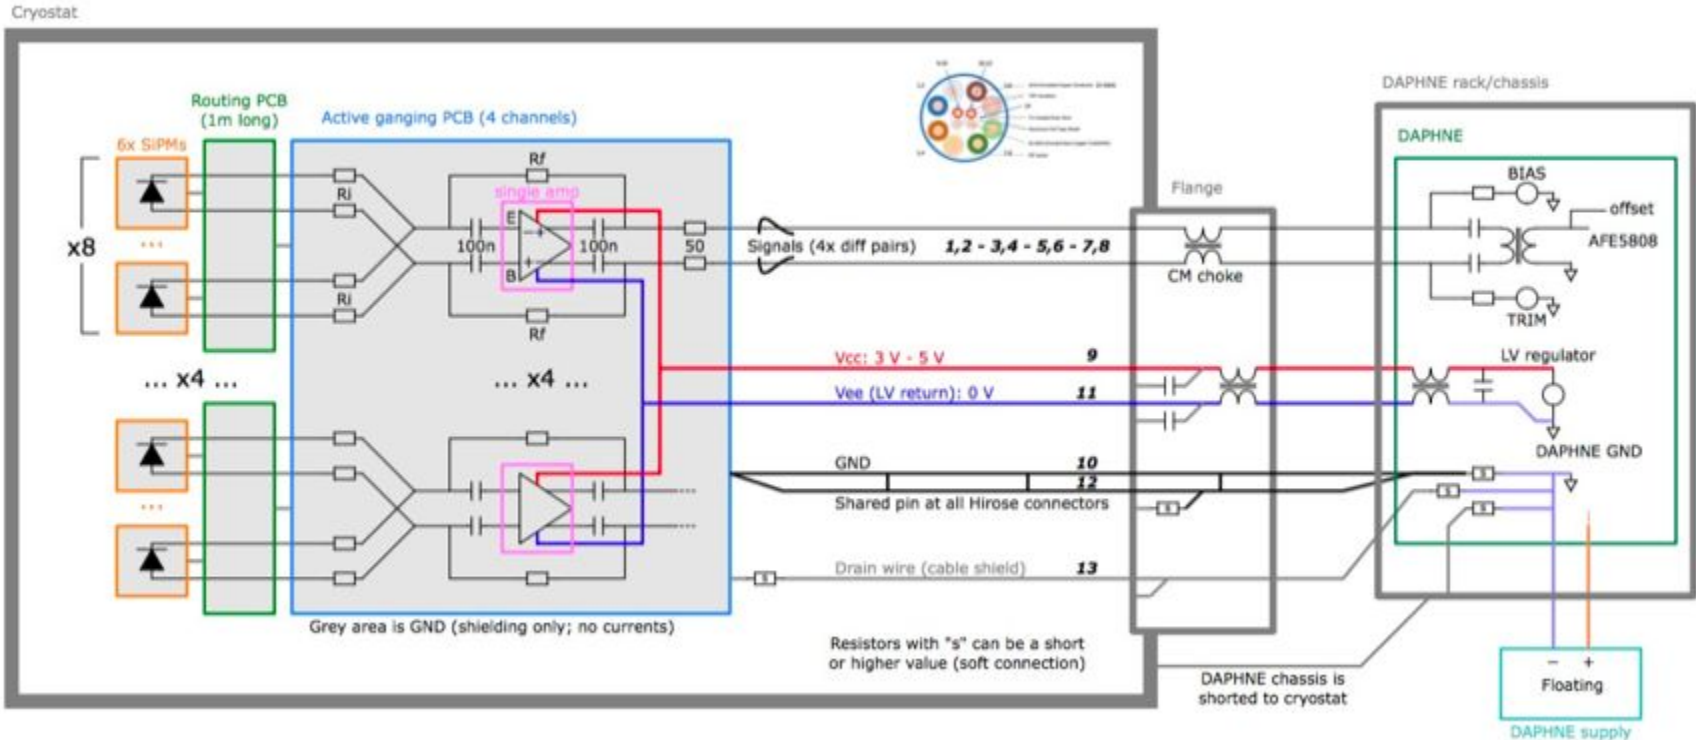 Cryostat
Routing PCB
(1m long)
Active ganging PCB (4 channels)
6x SiPMs
x8
...
Ri
Ri
Rf
single amp
E
B
100n
100n
50
Rf
Signals (4x diff pairs)
1,2 - 3,4 - 5,6 - 7,8
Flange
CM choke
DAPHNE rack/chassis
DAPHNE
BIAS
offset
AFE5808
TRIM
... x4 ...
... x4 ...
Vcc: 3 V - 5 V
9
LV regulator
Vee (LV return): 0 V
11
DAPHNE GND
GND
10
12
Shared pin at all Hirose connectors
s
s
s
s
...
Drain wire (cable shield)
13
s
Grey area is GND (shielding only; no currents)
Resistors with "s" can be a short
or higher value (soft connection)
DAPHNE chassis is
shorted to cryostat
- +
Floating
DAPHNE supply